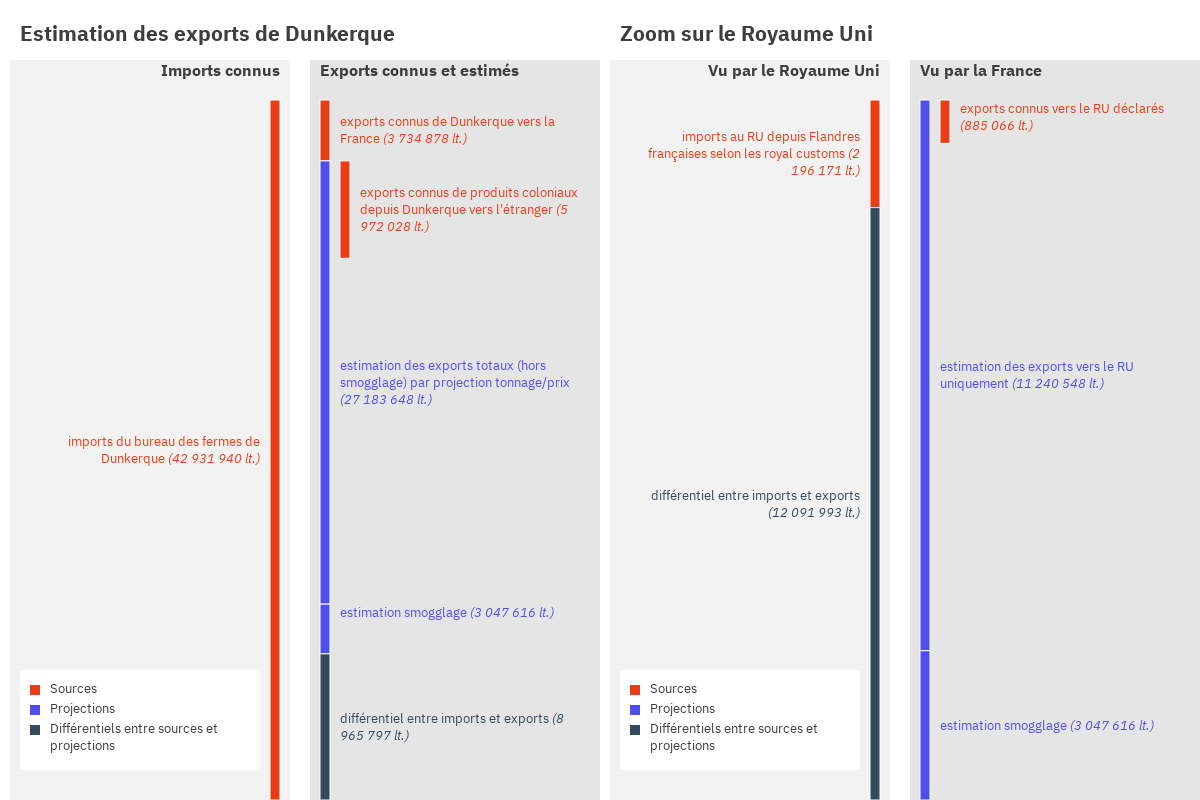 Estimation des exports de Dunkerque
Imports connus
imports du bureau des fermes de
Dunkerque (42 931 940 lt.)
Sources
Projections
Différentiels entre sources et
projections
Exports connus et estimés
exports connus de Dunkerque vers la
France (3 734 878 lt.)
exports connus de produits coloniaux
depuis Dunkerque vers l'étranger (5
972 028 lt.)
estimation des exports totaux (hors
smogglage) par projection tonnage/prix
(27 183 648 lt.)
estimation smogglage (3 047 616 lt.)
différentiel entre imports et exports (8
965 797 lt.)
Zoom sur le Royaume Uni
Vu par le Royaume Uni
imports au RU depuis Flandres
françaises selon les royal customs (2
196 171 lt.)
différentiel entre imports et exports
(12 091 993 lt.)
Sources
Projections
Différentiels entre sources et
projections
Vu par la France
exports connus vers le RU déclarés
(885 066 lt.)
estimation des exports vers le RU
uniquement (11 240 548 lt.)
estimation smogglage (3 047 616 lt.)